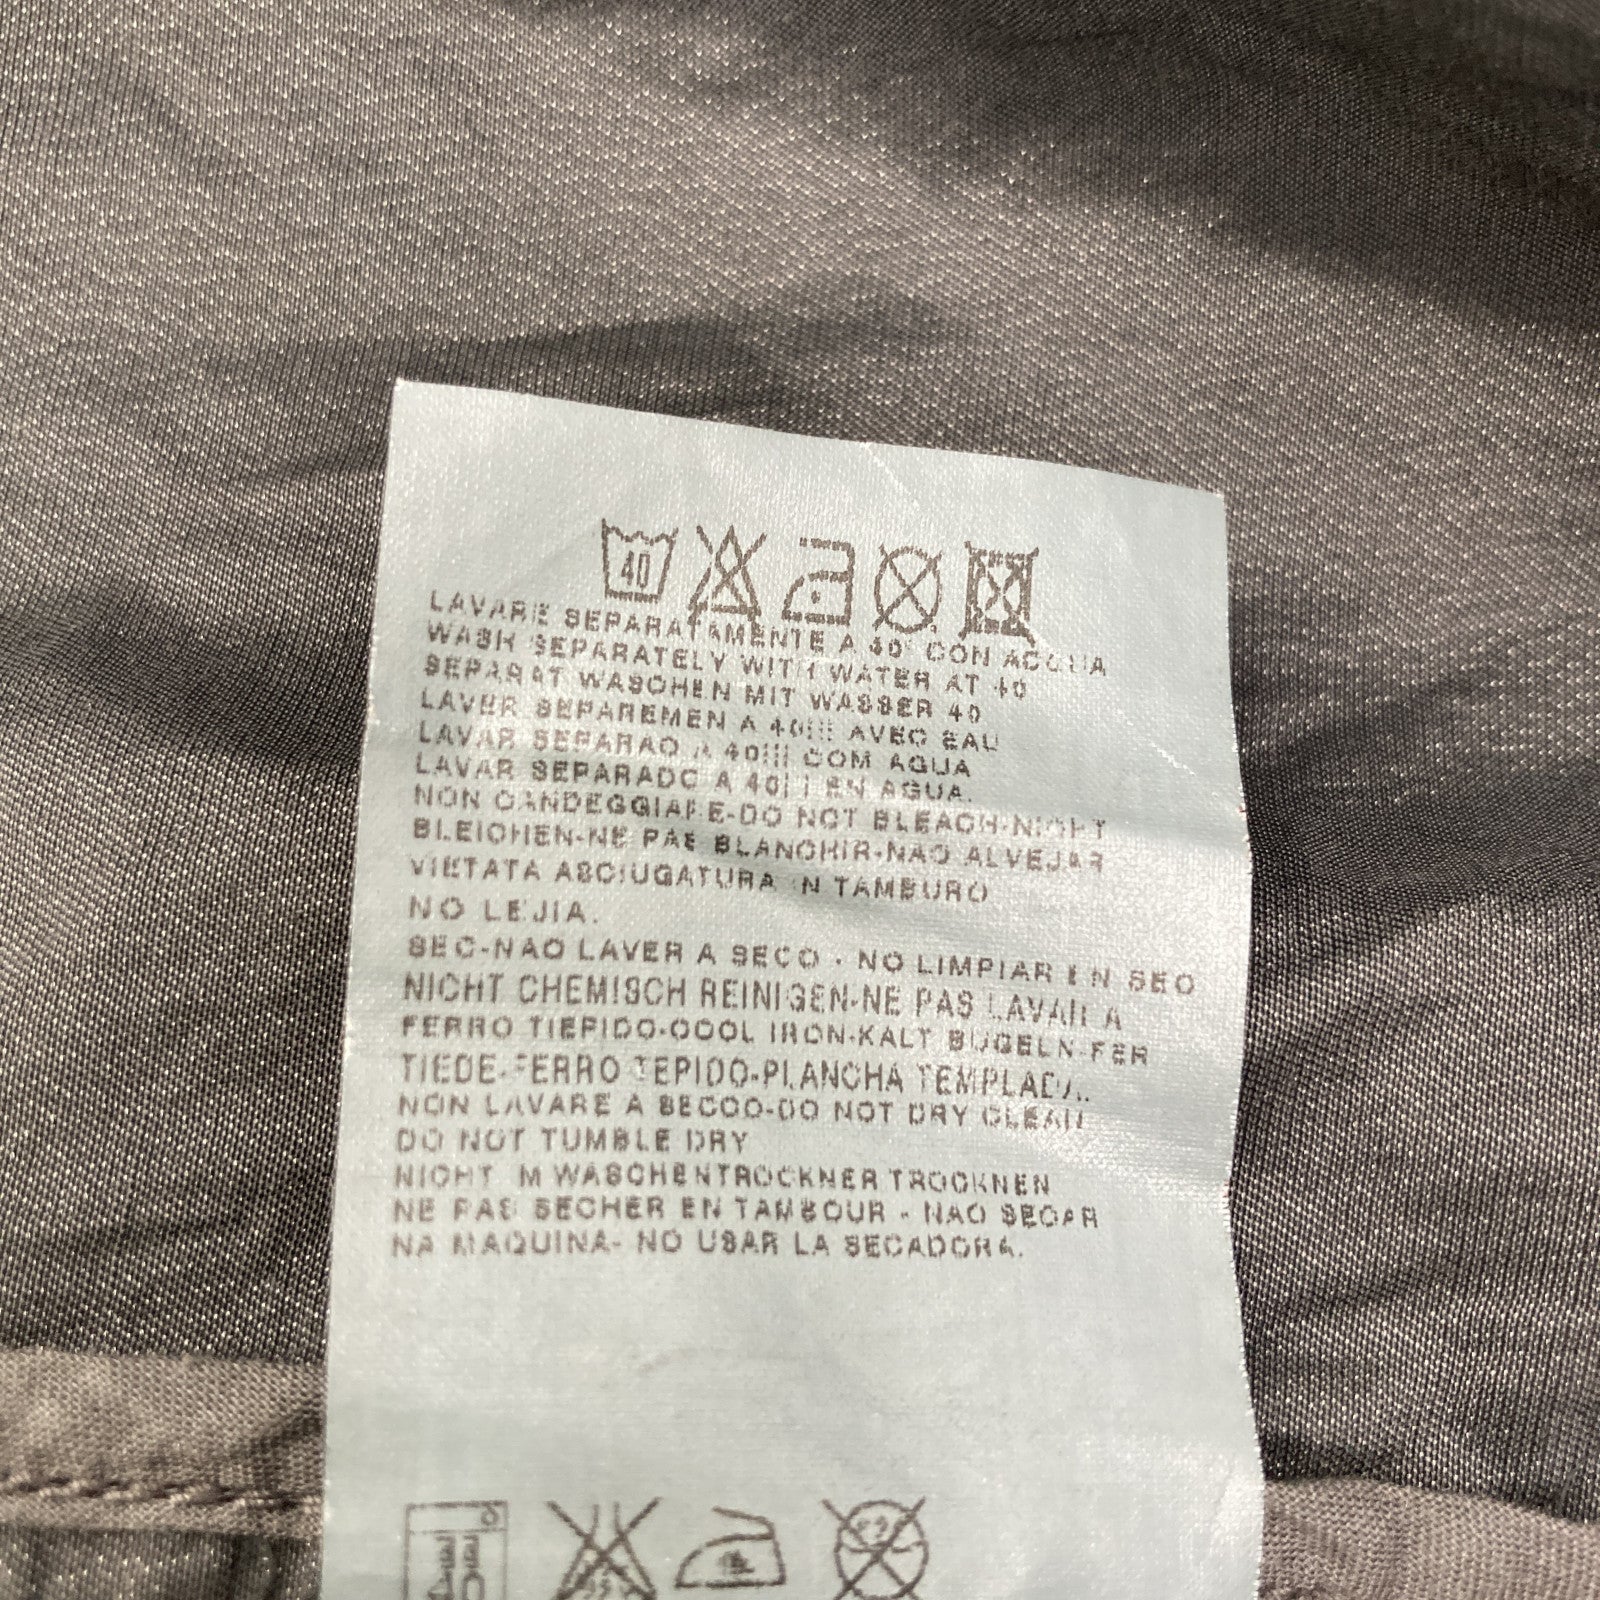 40
LAVARE SEPARATAMENTE A 40° CON ACQUA
WASH SEPARATELY WITH WATER AT 40
SEPARAT WASCHEN MIT WASSER 40
LAVER SEPAREMEN A 40 AVEC EAU
LAVAR SEPARAO A 40 COM AGUA
LAVAR SEPARADO A 40 EN AGUA.
NON CANDEGGIARE-DO NOT BLEACH-NIGHT
BLEICHEN-NE PAS BLANCHIR-NAO ALVEJAR
VIETATA ASCIUGATURA IN TAMBURO
NO LEJIA.
SEC-NAO LAVER A SECO - NO LIMPIAR EN SEC
NICHT CHEMISCH REINIGEN-NE PAS LAVAR A
FERRO TIEPIDO-COOL IRON-KALT BUGELN-FER
TIEDE-FERRO TEPIDO-PLANCHA TEMPLADA.
NON LAVARE A SECCO-DO NOT DRY CLEAN
DO NOT TUMBLE DRY
NICHT IM WASCHENTROCKNER TROCKNEN
NE PAS SECHER EN TAMBOUR - NAO SECAR
NA MAQUINA- NO USAR LA SECADORA.